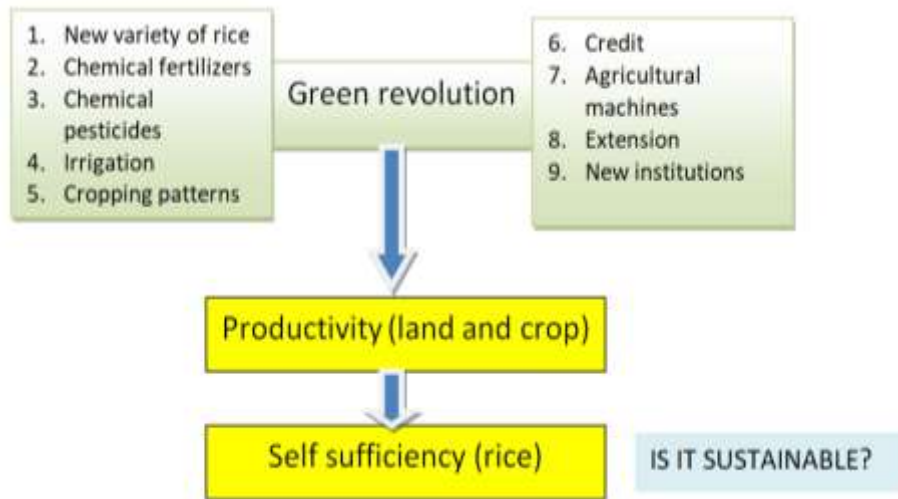 1. New variety of rice
2. Chemical fertilizers
3. Chemical
pesticides
4. Irrigation
5. Cropping patterns
Green revolution
6. Credit
7. Agricultural
machines
8. Extension
9. New institutions
Productivity (land and crop)
Self sufficiency (rice)
IS IT SUSTAINABLE?